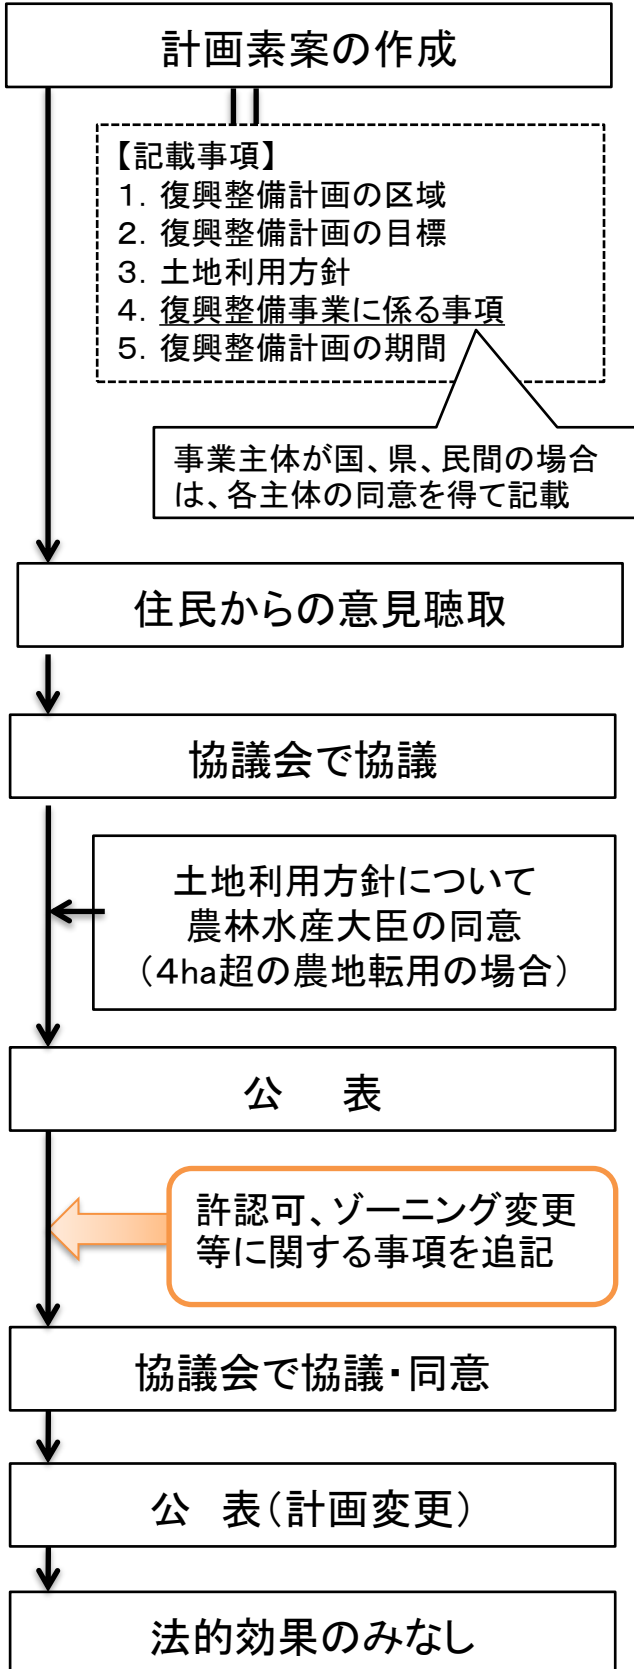 計画素案の作成
【記載事項】
１．復興整備計画の区域
２．復興整備計画の目標
３．土地利用方針
４．復興整備事業に係る事項
５．復興整備計画の期間
事業主体が国、県、民間の場合
は、各主体の同意を得て記載
住民からの意見聴取
協議会で協議
土地利用方針について
農林水産大臣の同意
（4ha超の農地転用の場合）
公　表
許認可、ゾーニング変更
等に関する事項を追記
協議会で協議・同意
公　表（計画変更）
法的効果のみなし